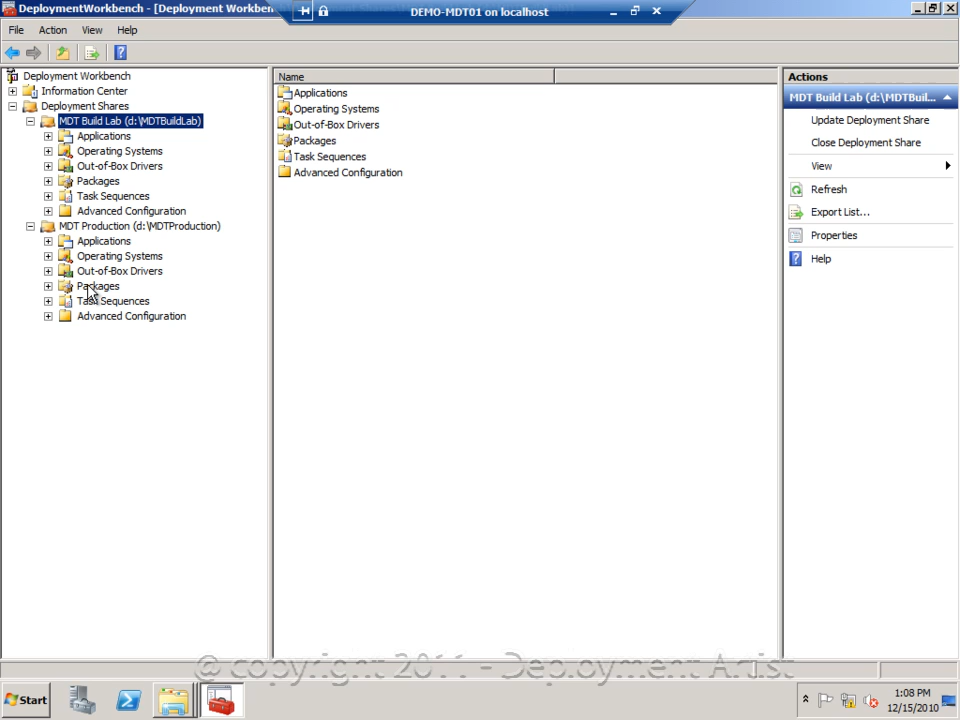 DeploymentWorkbench - [Deployment Workben
DEMO-MDT01 on localhost
File Action View Help
Deployment Workbench
Information Center
Deployment Shares
MDT Build Lab (d:\MDTBuildLab)
Applications
Operating Systems
Out-of-Box Drivers
Packages
Task Sequences
Advanced Configuration
MDT Production (d:\MDTProduction)
Applications
Operating Systems
Out-of-Box Drivers
Packages
Task Sequences
Advanced Configuration
Name
Applications
Operating Systems
Out-of-Box Drivers
Packages
Task Sequences
Advanced Configuration
Actions
MDT Build Lab (d:\MDTBuil...
Update Deployment Share
Close Deployment Share
View
Refresh
Export List...
Properties
Help
@ copyright 2011 - Deployment Artist
Start
1:08 PM
12/15/2010